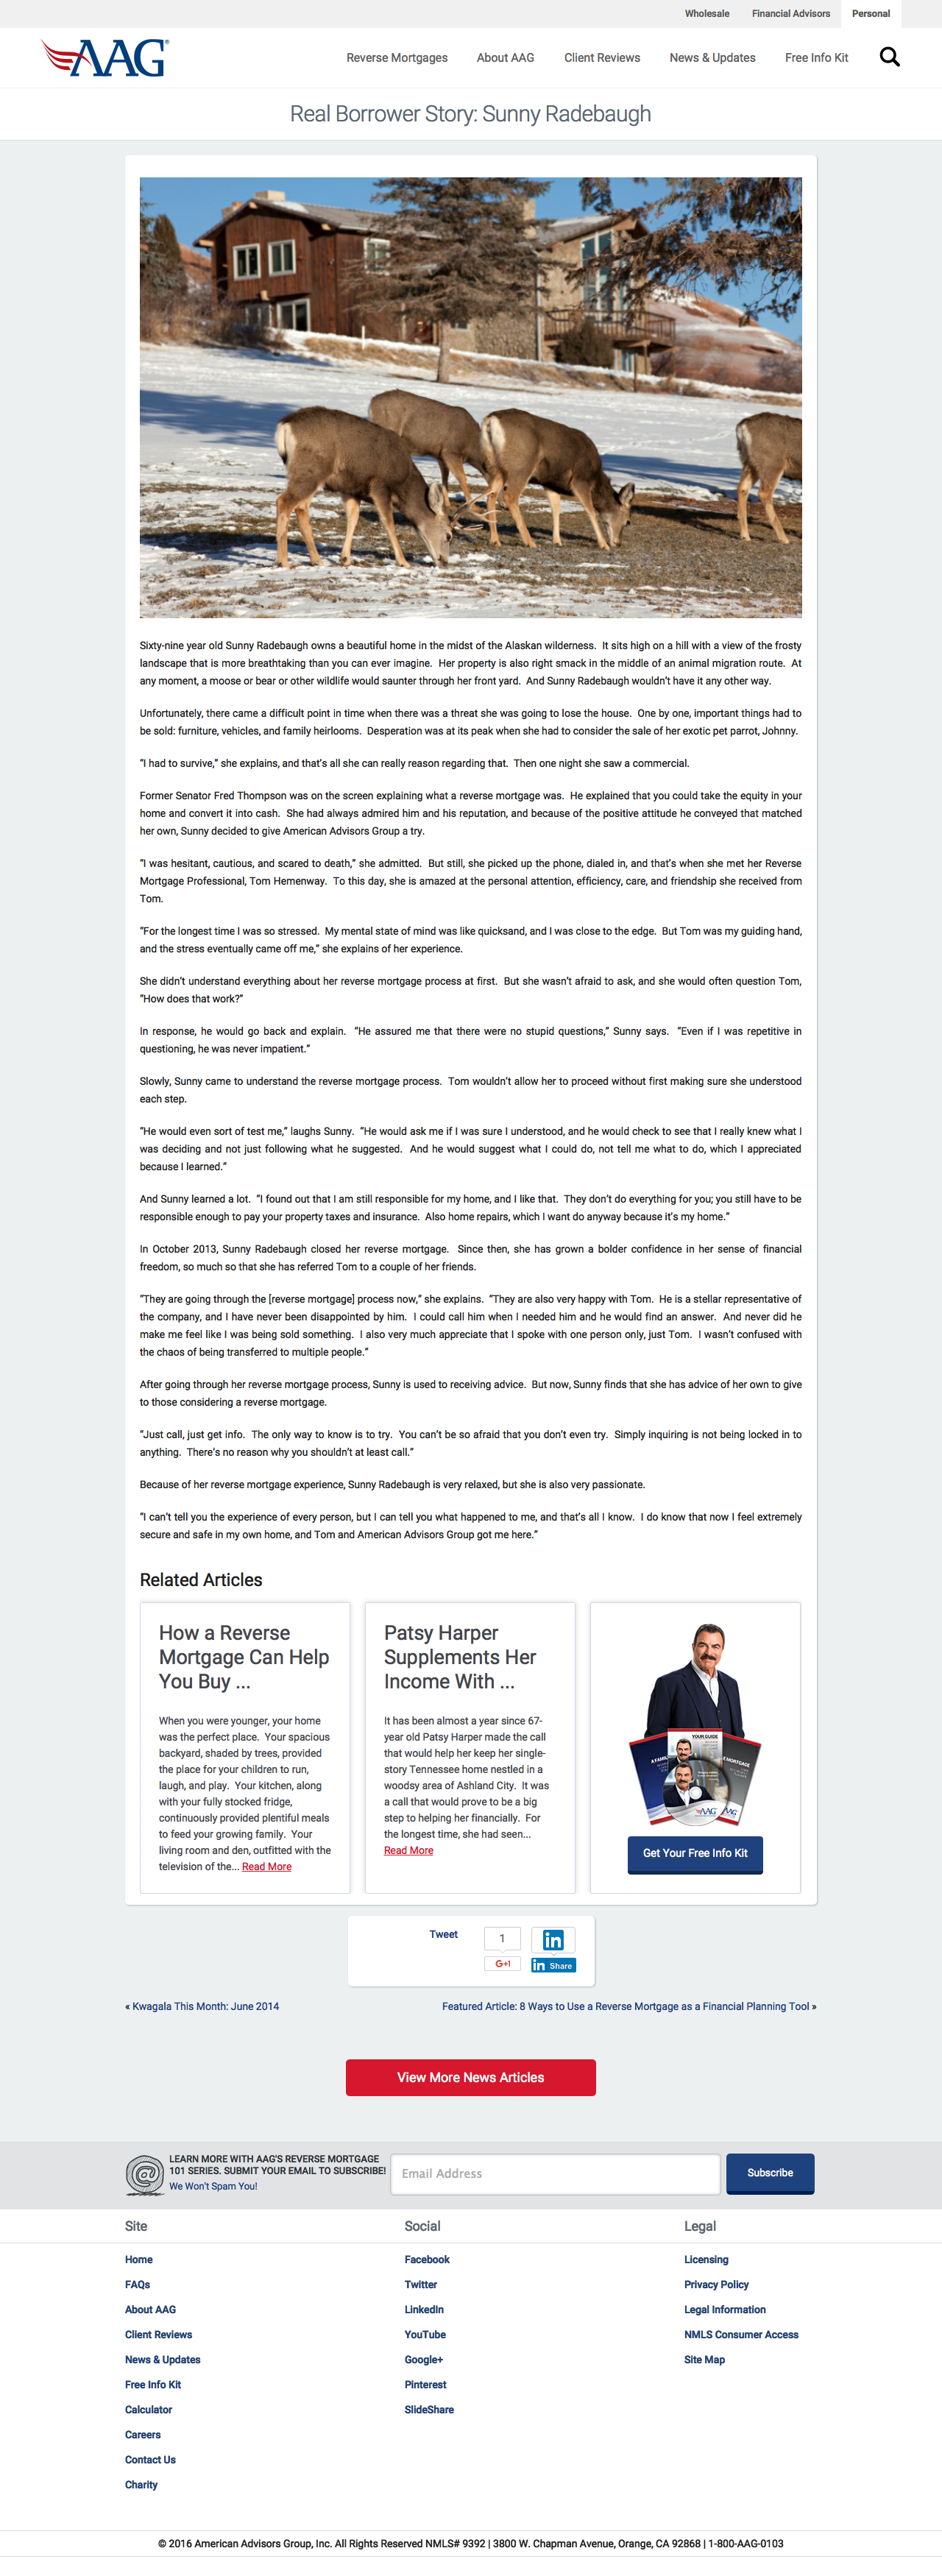 Wholesale Financial Advisors Personal
AAG®
Reverse Mortgages About AAG Client Reviews News & Updates Free Info Kit
Real Borrower Story: Sunny Radebaugh
Sixty-nine year old Sunny Radebaugh owns a beautiful home in the midst of the Alaskan wilderness. It sits high on a hill with a view of the frosty
landscape that is more breathtaking than you can ever imagine. Her property is also right smack in the middle of an animal migration route. At
any moment, a moose or bear or other wildlife would saunter through her front yard. And Sunny Radebaugh wouldn't have it any other way.
Unfortunately, there came a difficult point in time when there was a threat she was going to lose the house. One by one, important things had to
be sold: furniture, vehicles, and family heirlooms. Desperation was at its peak when she had to consider the sale of her exotic pet parrot, Johnny.
“I had to survive,” she explains, and that's all she can really reason regarding that. Then one night she saw a commercial.
Former Senator Fred Thompson was on the screen explaining what a reverse mortgage was. He explained that you could take the equity in your
home and convert it into cash. She had always admired him and his reputation, and because of the positive attitude he conveyed that matched
her own, Sunny decided to give American Advisors Group a try.
“I was hesitant, cautious, and scared to death,” she admitted. But still, she picked up the phone, dialed in, and that's when she met her Reverse
Mortgage Professional, Tom Hemenway. To this day, she is amazed at the personal attention, efficiency, care, and friendship she received from
Tom.
“For the longest time I was so stressed. My mental state of mind was like quicksand, and I was close to the edge. But Tom was my guiding hand,
and the stress eventually came off me,” she explains of her experience.
She didn't understand everything about her reverse mortgage process at first. But she wasn't afraid to ask, and she would often question Tom,
“How does that work?”
In response, he would go back and explain. “He assured me that there were no stupid questions,” Sunny says. “Even if I was repetitive in
questioning, he was never impatient.”
Slowly, Sunny came to understand the reverse mortgage process. Tom wouldn't allow her to proceed without first making sure she understood
each step.
“He would even sort of test me,” laughs Sunny. “He would ask me if I was sure I understood, and he would check to see that I really knew what I
was deciding and not just following what he suggested. And he would suggest what I could do, not tell me what to do, which I appreciated
because I learned.”
And Sunny learned a lot. “I found out that I am still responsible for my home, and I like that. They don't do everything for you; you still have to be
responsible enough to pay your property taxes and insurance. Also home repairs, which I want do anyway because it's my home.”
In October 2013, Sunny Radebaugh closed her reverse mortgage. Since then, she has grown a bolder confidence in her sense of financial
freedom, so much so that she has referred Tom to a couple of her friends.
“They are going through the [reverse mortgage] process now,” she explains. “They are also very happy with Tom. He is a stellar representative of
the company, and I have never been disappointed by him. I could call him when I needed him and he would find an answer. And never did he
make me feel like I was being sold something. I also very much appreciate that I spoke with one person only, just Tom. I wasn't confused with
the chaos of being transferred to multiple people.”
After going through her reverse mortgage process, Sunny is used to receiving advice. But now, Sunny finds that she has advice of her own to give
to those considering a reverse mortgage.
“Just call, just get info. The only way to know is to try. You can't be so afraid that you don't even try. Simply inquiring is not being locked in to
anything. There's no reason why you shouldn't at least call.”
Because of her reverse mortgage experience, Sunny Radebaugh is very relaxed, but she is also very passionate.
“I can't tell you the experience of every person, but I can tell you what happened to me, and that's all I know. I do know that now I feel extremely
secure and safe in my own home, and Tom and American Advisors Group got me here.”
Related Articles
How a Reverse
Mortgage Can Help
You Buy ...
When you were younger, your home
was the perfect place. Your spacious
backyard, shaded by trees, provided
the place for your children to run,
laugh, and play. Your kitchen, along
with your fully stocked fridge,
continuously provided plentiful meals
to feed your growing family. Your
living room and den, outfitted with the
television of the... Read More
Patsy Harper
Supplements Her
Income With ...
It has been almost a year since 67-
year old Patsy Harper made the call
that would help her keep her single-
story Tennessee home nestled in a
woodsy area of Ashland City. It was
a call that would prove to be a big
step to helping her financially. For
the longest time, she had seen...
Read More
YOUR GUIDE
MORTGAGE
AAG
AAG
Get Your Free Info Kit
Tweet
1
G+1
in
in Share
« Kwagala This Month: June 2014
Featured Article: 8 Ways to Use a Reverse Mortgage as a Financial Planning Tool »
View More News Articles
@
LEARN MORE WITH AAG'S REVERSE MORTGAGE
101 SERIES. SUBMIT YOUR EMAIL TO SUBSCRIBE!
We Won't Spam You!
Email Address
Subscribe
Site
Home
FAQs
About AAG
Client Reviews
News & Updates
Free Info Kit
Calculator
Careers
Contact Us
Charity
Social
Facebook
Twitter
LinkedIn
YouTube
Google+
Pinterest
SlideShare
Legal
Licensing
Privacy Policy
Legal Information
NMLS Consumer Access
Site Map
© 2016 American Advisors Group, Inc. All Rights Reserved NMLS# 9392 | 3800 W. Chapman Avenue, Orange, CA 92868 | 1-800-AAG-0103